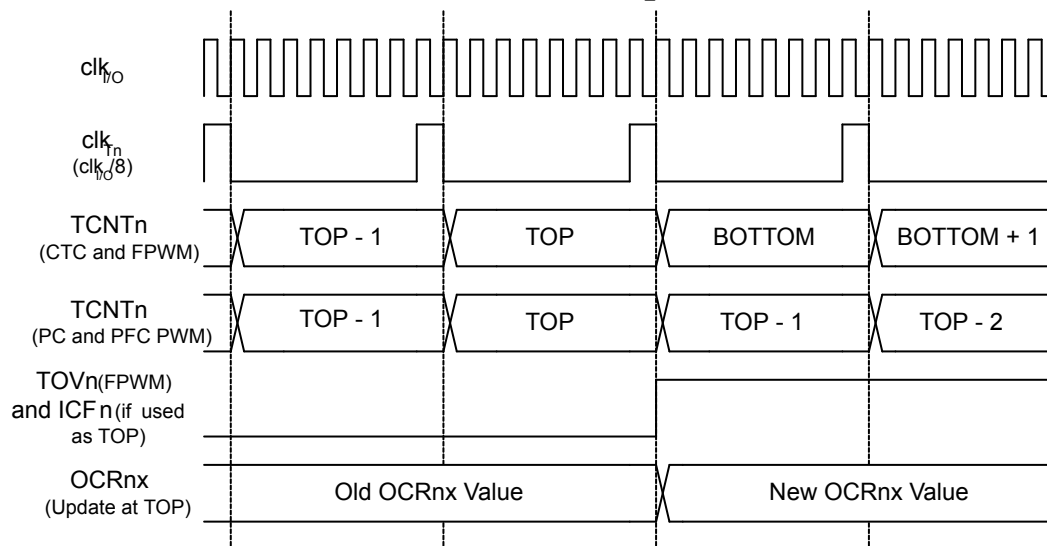 clkI/O
clkTn
(clkI/O/8)
TCNTn
(CTC and FPWM)
TOP - 1
TOP
BOTTOM
BOTTOM + 1
TCNTn
(PC and PFC PWM)
TOP - 1
TOP
TOP - 1
TOP - 2
TOVn(FPWM)
and ICFn(if used
as TOP)
OCRnx
(Update at TOP)
Old OCRnx Value
New OCRnx Value